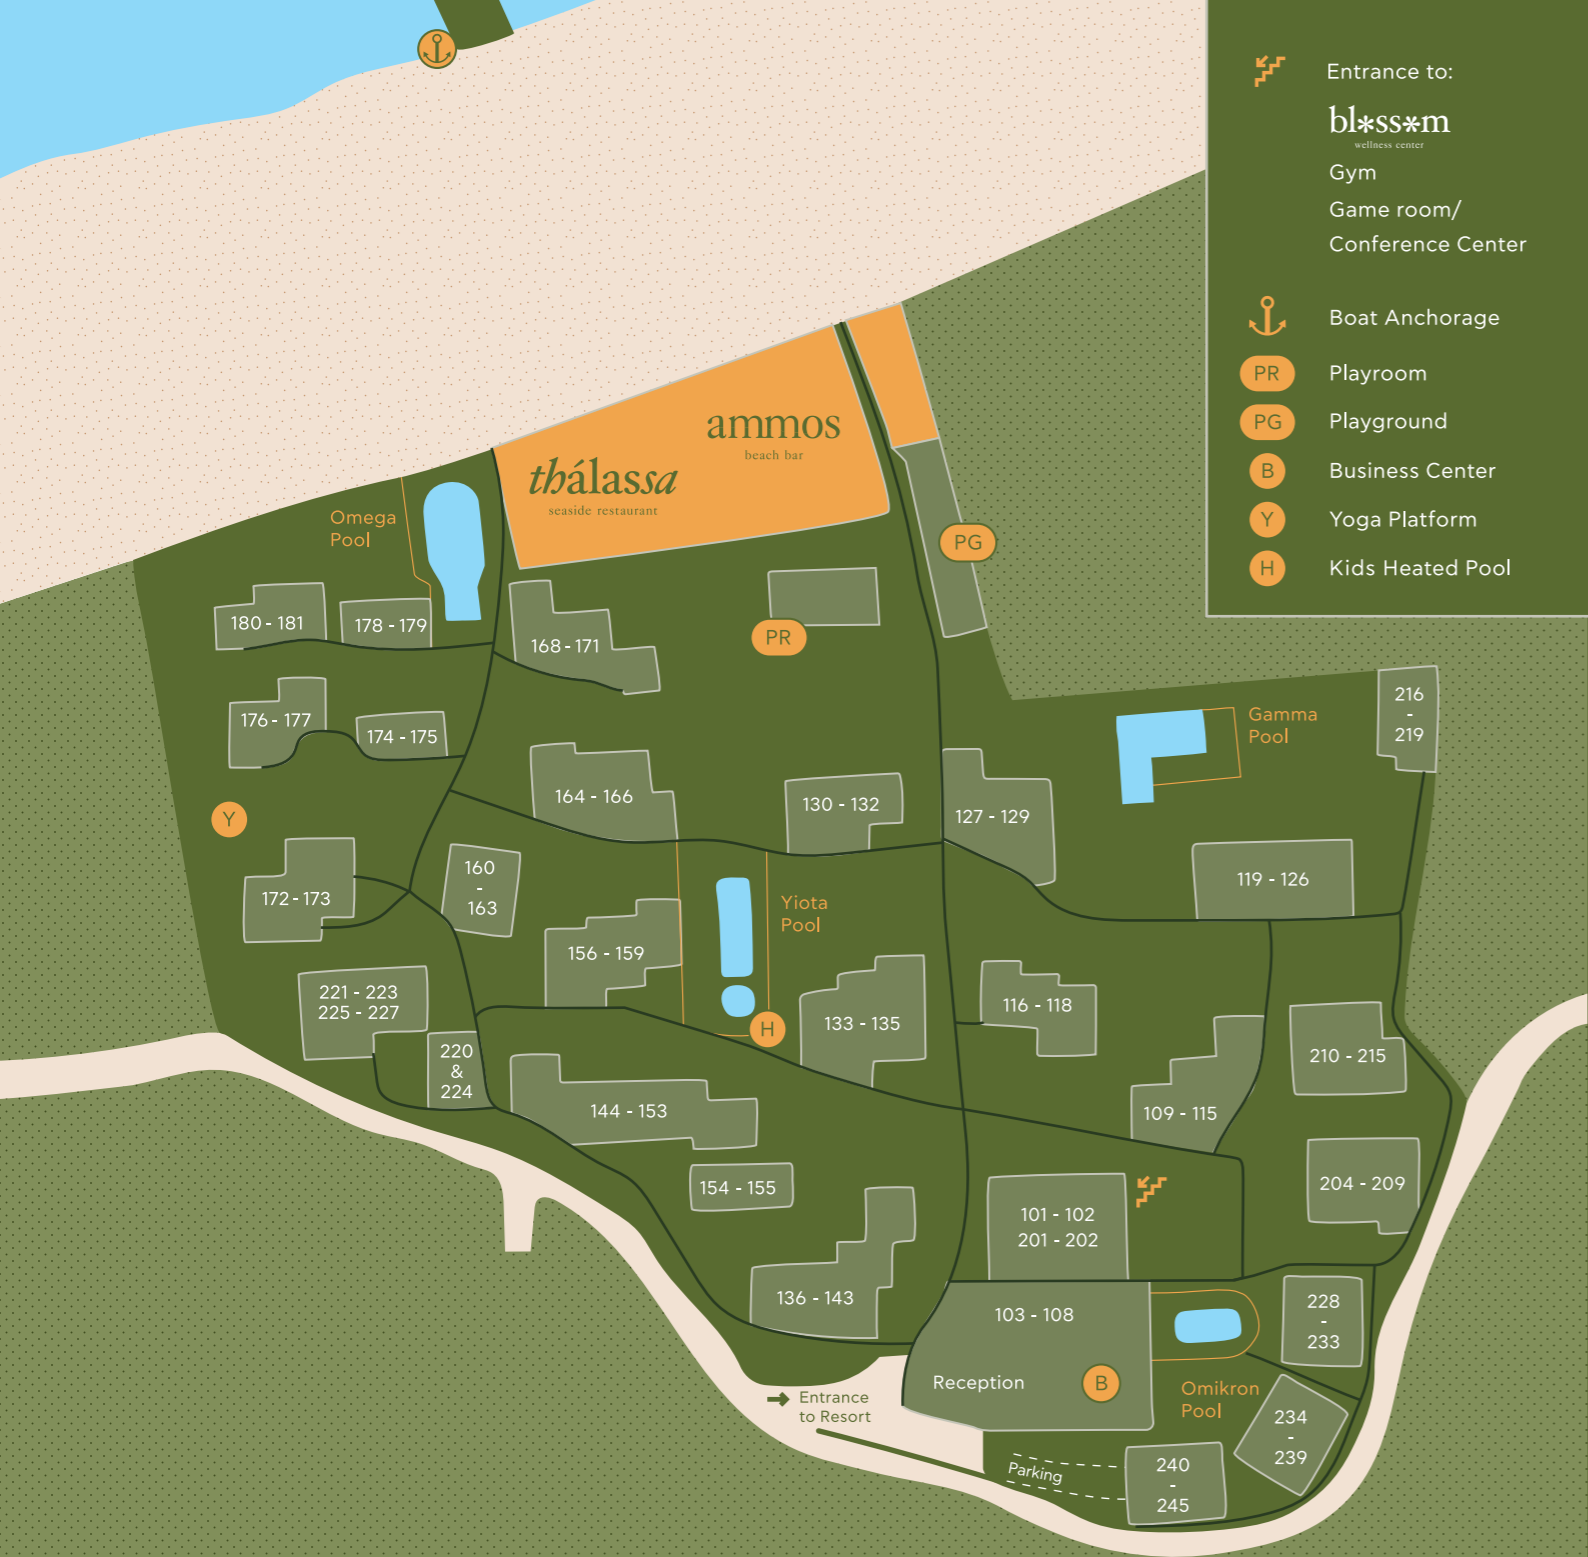 Entrance to:
bl*ss*m
wellness center
Gym
Game room/
Conference Center
Boat Anchorage
PR Playroom
PG Playground
B Business Center
Y Yoga Platform
H Kids Heated Pool
ammos
beach bar
thálassa
seaside restaurant
Omega
Pool
PG
180 - 181
178 - 179
168 - 171
PR
176 - 177
174 - 175
216
-
219
Gamma
Pool
164 - 166
130 - 132
127 - 129
Y
172 - 173
160
-
163
119 - 126
Yiota
Pool
156 - 159
221 - 223
225 - 227
H
133 - 135
116 - 118
220
&
224
210 - 215
144 - 153
109 - 115
154 - 155
204 - 209
101 - 102
201 - 202
136 - 143
103 - 108
228
-
233
Reception
B
Omikron
Pool
Entrance
to Resort
234
-
239
Parking
240
-
245